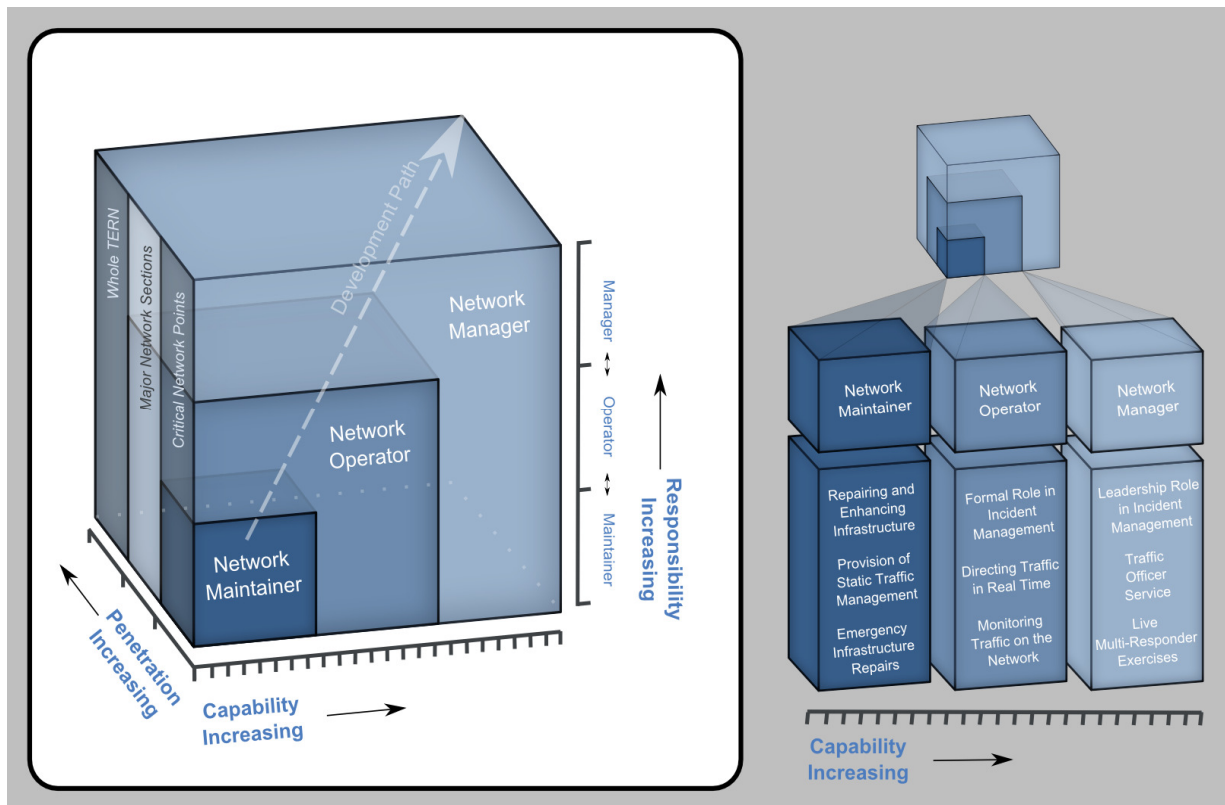 Whole TERN
Major Network Sections
Critical Network Points
Development Path
Network
Manager
Network
Operator
Network
Maintainer
Manager
Operator
Maintainer
Responsibility
Increasing
Penetration
Increasing
Capability
Increasing
Network
Maintainer
Network
Operator
Network
Manager
Repairing and
Enhancing
Infrastructure
Provision of
Static Traffic
Management
Emergency
Infrastructure
Repairs
Formal Role in
Incident
Management
Directing Traffic
in Real Time
Monitoring
Traffic on the
Network
Leadership Role
in Incident
Management
Traffic
Officer
Service
Live
Multi-Responder
Exercises
Capability
Increasing